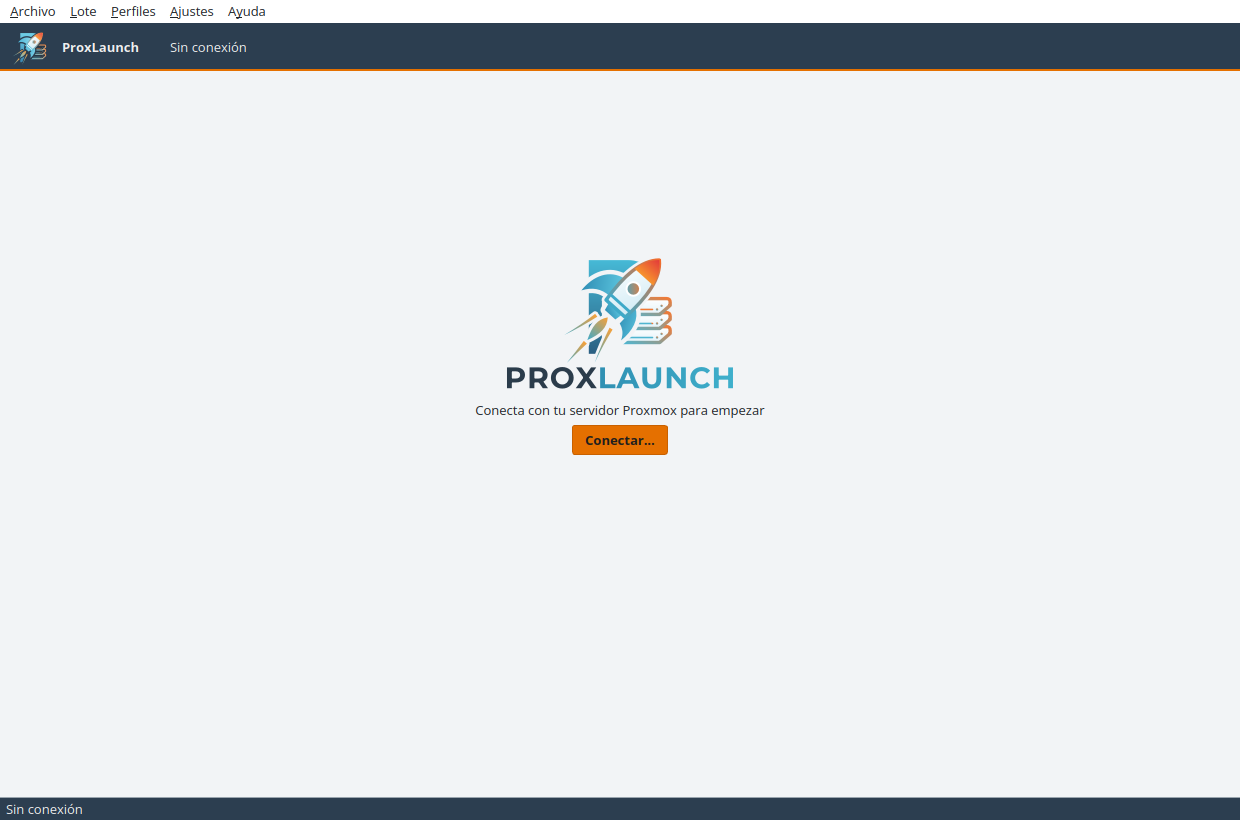 Archivo Lote Perfiles Ajustes Ayuda
ProxLaunch Sin conexión
PROXLAUNCH
Conecta con tu servidor Proxmox para empezar
Conectar...
Sin conexión